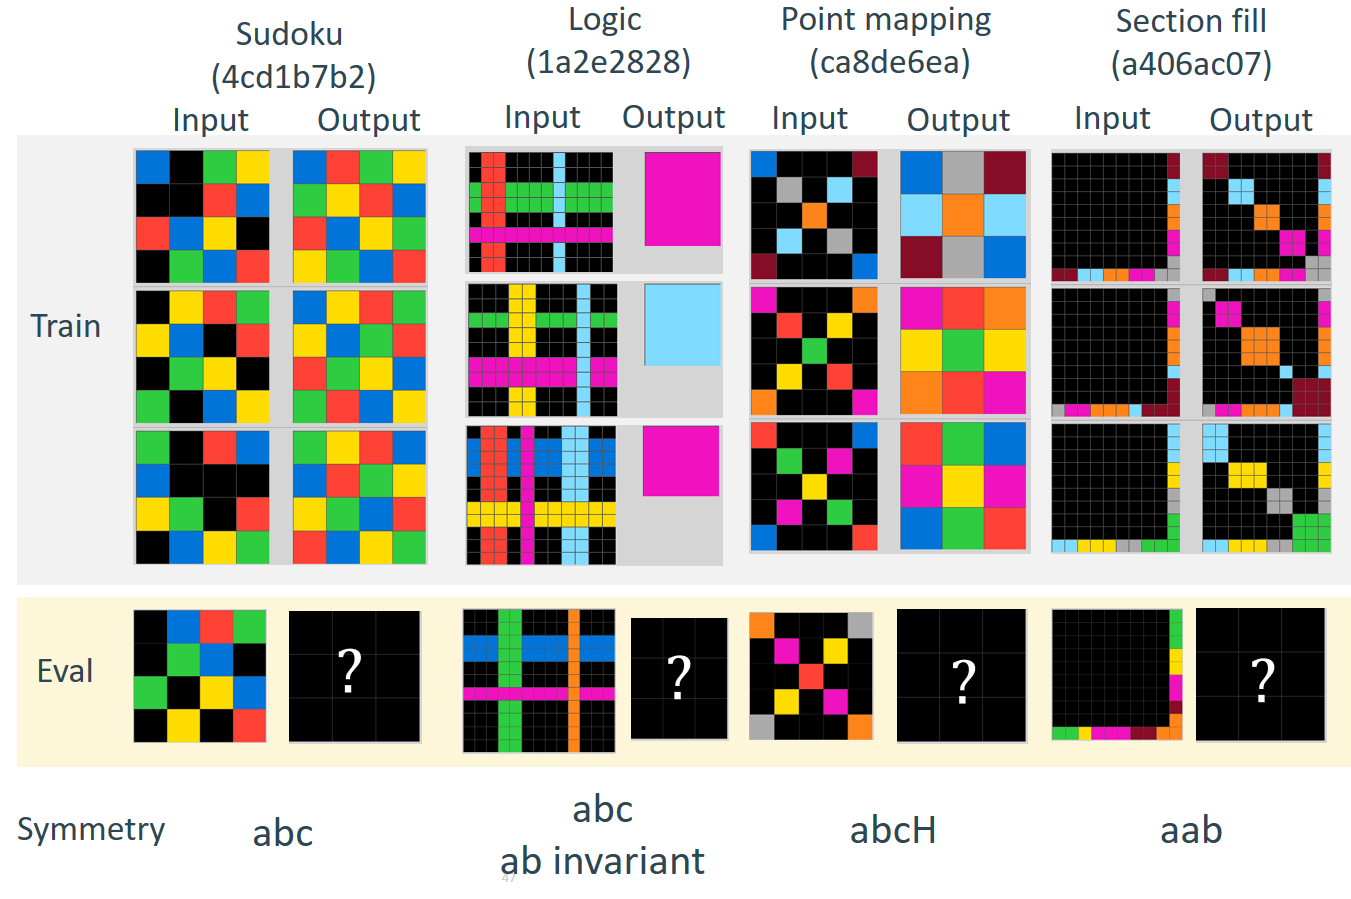 Sudoku
(4cd1b7b2)
Logic
(1a2e2828)
Point mapping
(ca8de6ea)
Section fill
(a406ac07)
Input Output Input Output Input Output Input Output
Train
Eval ? ? ? ?
Symmetry abc abc abcH aab
ab invariant
47